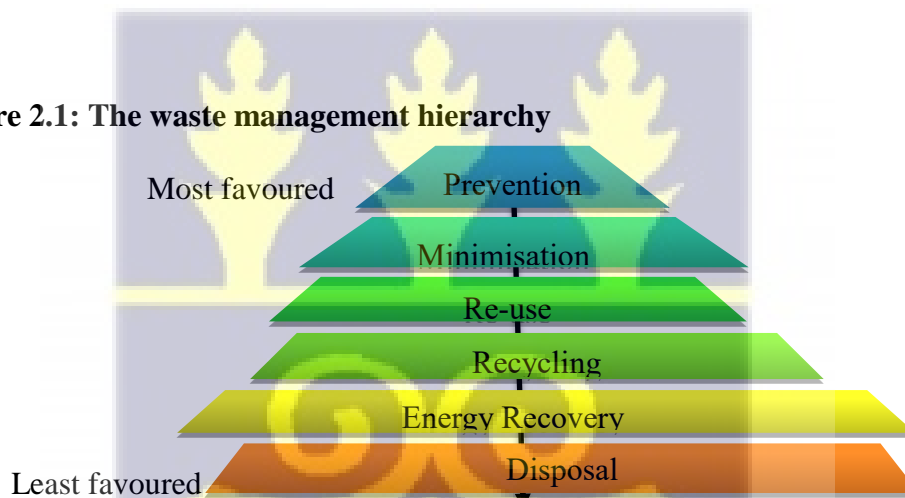 re 2.1: The waste management hierarchy
Most favoured
Prevention
Minimisation
Re-use
Recycling
Energy Recovery
Disposal
Least favoured